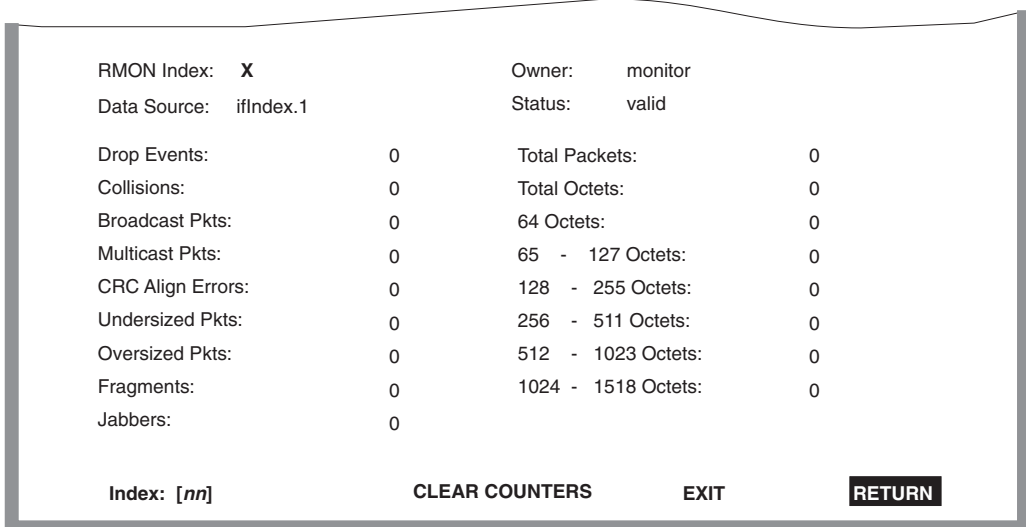 RMON Index: X Owner: monitor
Data Source: ifIndex.1 Status: valid
Drop Events: 0 Total Packets: 0
Collisions: 0 Total Octets: 0
Broadcast Pkts: 0 64 Octets: 0
Multicast Pkts: 0 65 - 127 Octets: 0
CRC Align Errors: 0 128 - 255 Octets: 0
Undersized Pkts: 0 256 - 511 Octets: 0
Oversized Pkts: 0 512 - 1023 Octets: 0
Fragments: 0 1024 - 1518 Octets: 0
Jabbers: 0
Index: [nn] CLEAR COUNTERS EXIT RETURN